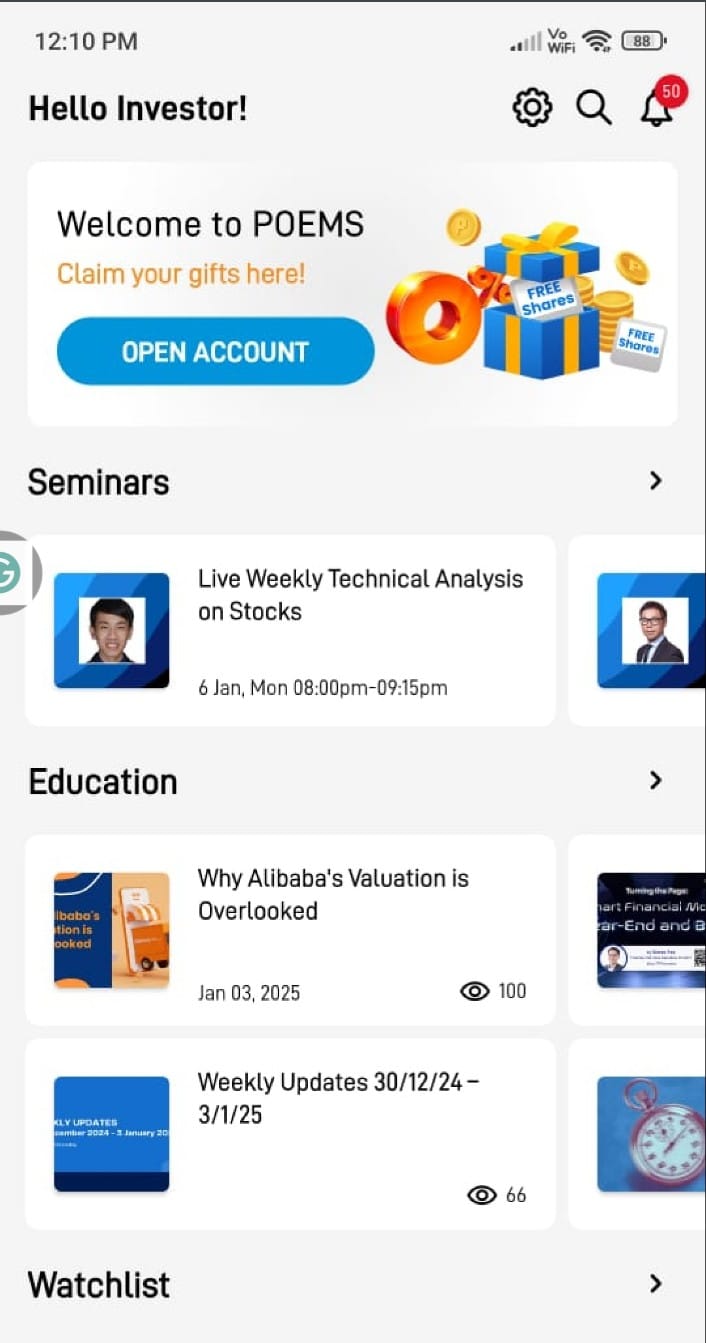 12:10 PM
Vo
WiFi
88
Hello Investor!
50
Welcome to POEMS
Claim your gifts here!
OPEN ACCOUNT
0%
FREE
Shares
FREE
Shares
Seminars
Live Weekly Technical Analysis
on Stocks
6 Jan, Mon 08:00pm-09:15pm
Education
Why Alibaba's Valuation is
Overlooked
Jan 03, 2025
100
libaba's
tion is
ooked
Turning the Page:
art Financial Mo
ear-End and B
Weekly Updates 30/12/24 –
3/1/25
66
KLY UPDATES
cember 2024 - 3 January 20
Watchlist